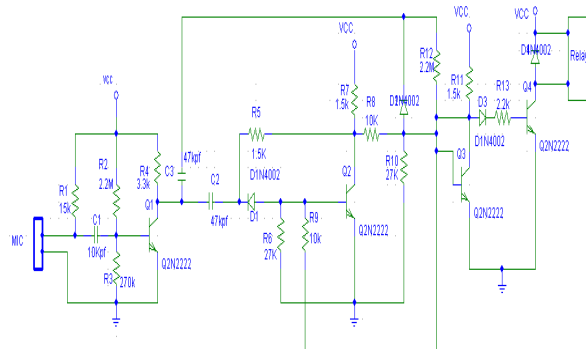 VCC
R1
15k
R2
2.2M
R4
3.3k
C3
47kpf
MIC
C1
10Kpf
R3
270k
Q1
Q2N2222
C2
47kpf
R5
1.5K
D1N4002
D1
R6
27K
R9
10k
VCC
R7
1.5k
R8
10K
Q2
Q2N2222
D1N4002
R10
27K
R12
2.2M
VCC
R11
1.5k
Q3
Q2N2222
D3
D1N4002
R13
2.2k
VCC
D1N4002
Q4
Q2N2222
Relay